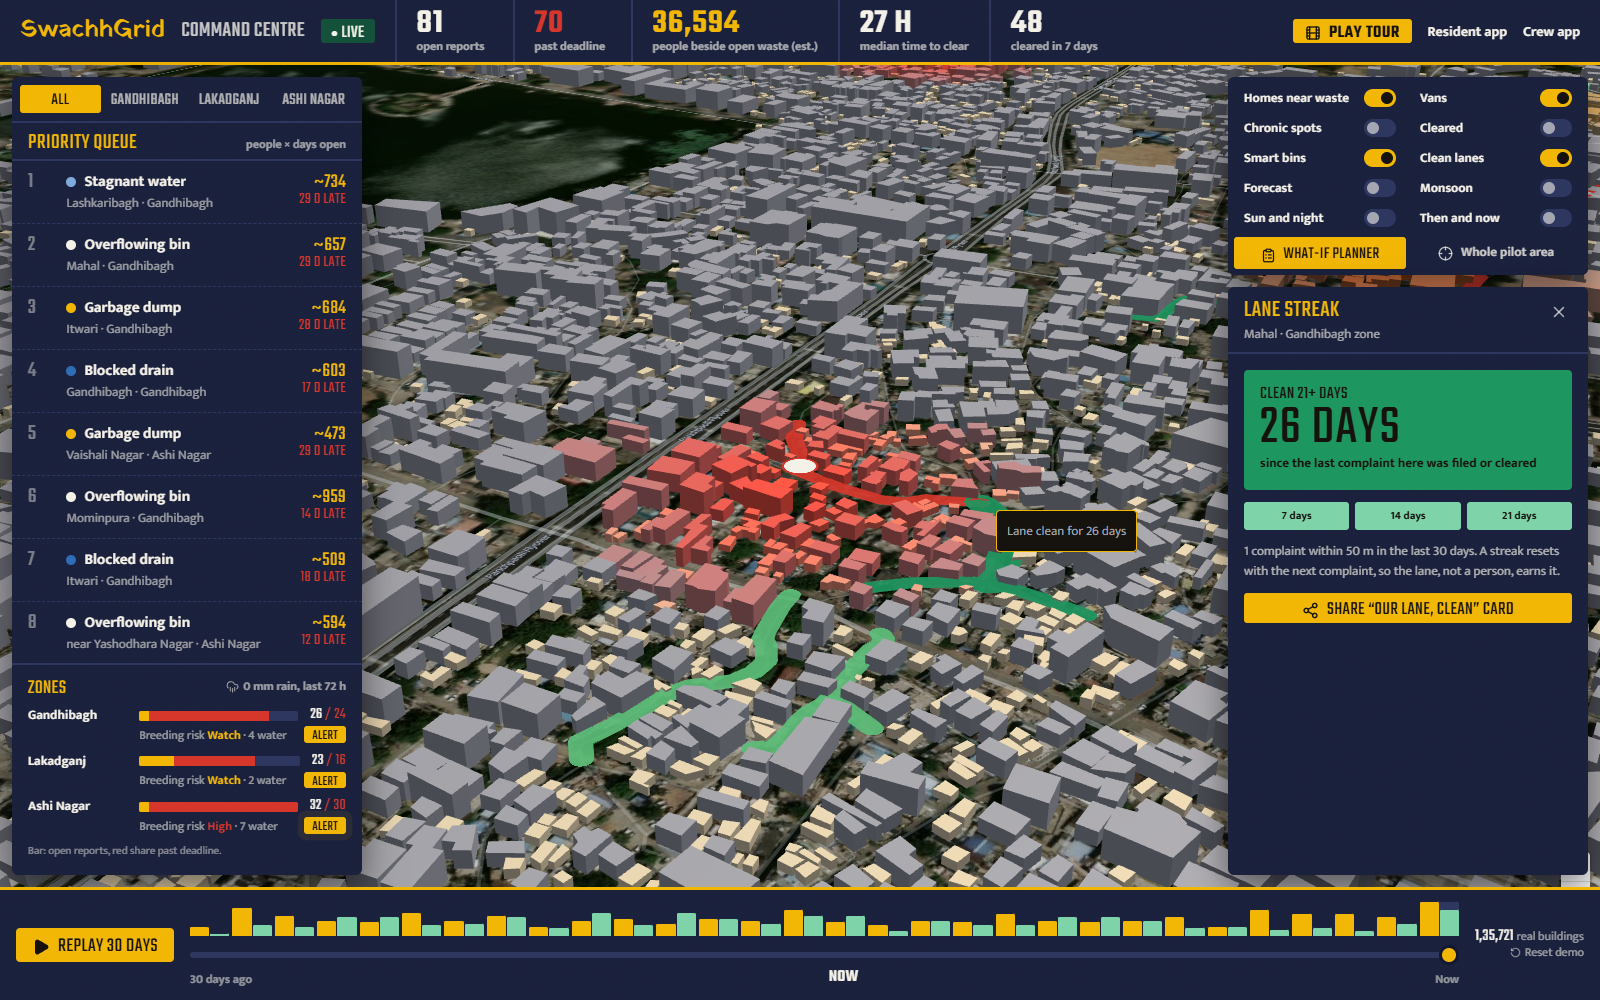 SwachhGrid COMMAND CENTRE • LIVE
81 open reports
70 past deadline
36,594 people beside open waste (est.)
27 H median time to clear
48 cleared in 7 days
PLAY TOUR
Resident app
Crew app
ALL GANDHIBAGH LAKADGANJ ASHI NAGAR
PRIORITY QUEUE people × days open
1 Stagnant water ~734
Lashkaribagh · Gandhibagh 29 D LATE
2 Overflowing bin ~657
Mahal · Gandhibagh 29 D LATE
3 Garbage dump ~684
Itwari · Gandhibagh 28 D LATE
4 Blocked drain ~603
Gandhibagh · Gandhibagh 17 D LATE
5 Garbage dump ~473
Vaishali Nagar · Ashi Nagar 29 D LATE
6 Overflowing bin ~959
Mominpura · Gandhibagh 14 D LATE
7 Blocked drain ~509
Itwari · Gandhibagh 18 D LATE
8 Overflowing bin ~594
near Yashodhara Nagar · Ashi Nagar 12 D LATE
ZONES 0 mm rain, last 72 h
Gandhibagh 26 / 24
Breeding risk Watch · 4 water ALERT
Lakadganj 23 / 16
Breeding risk Watch · 2 water ALERT
Ashi Nagar 32 / 30
Breeding risk High · 7 water ALERT
Bar: open reports, red share past deadline.
Lane clean for 26 days
Homes near waste Vans
Chronic spots Cleared
Smart bins Clean lanes
Forecast Monsoon
Sun and night Then and now
WHAT-IF PLANNER Whole pilot area
LANE STREAK
Mahal · Gandhibagh zone
CLEAN 21+ DAYS
26 DAYS
since the last complaint here was filed or cleared
7 days 14 days 21 days
1 complaint within 50 m in the last 30 days. A streak resets
with the next complaint, so the lane, not a person, earns it.
SHARE “OUR LANE, CLEAN” CARD
REPLAY 30 DAYS
30 days ago NOW Now
1,35,721 real buildings
Reset demo